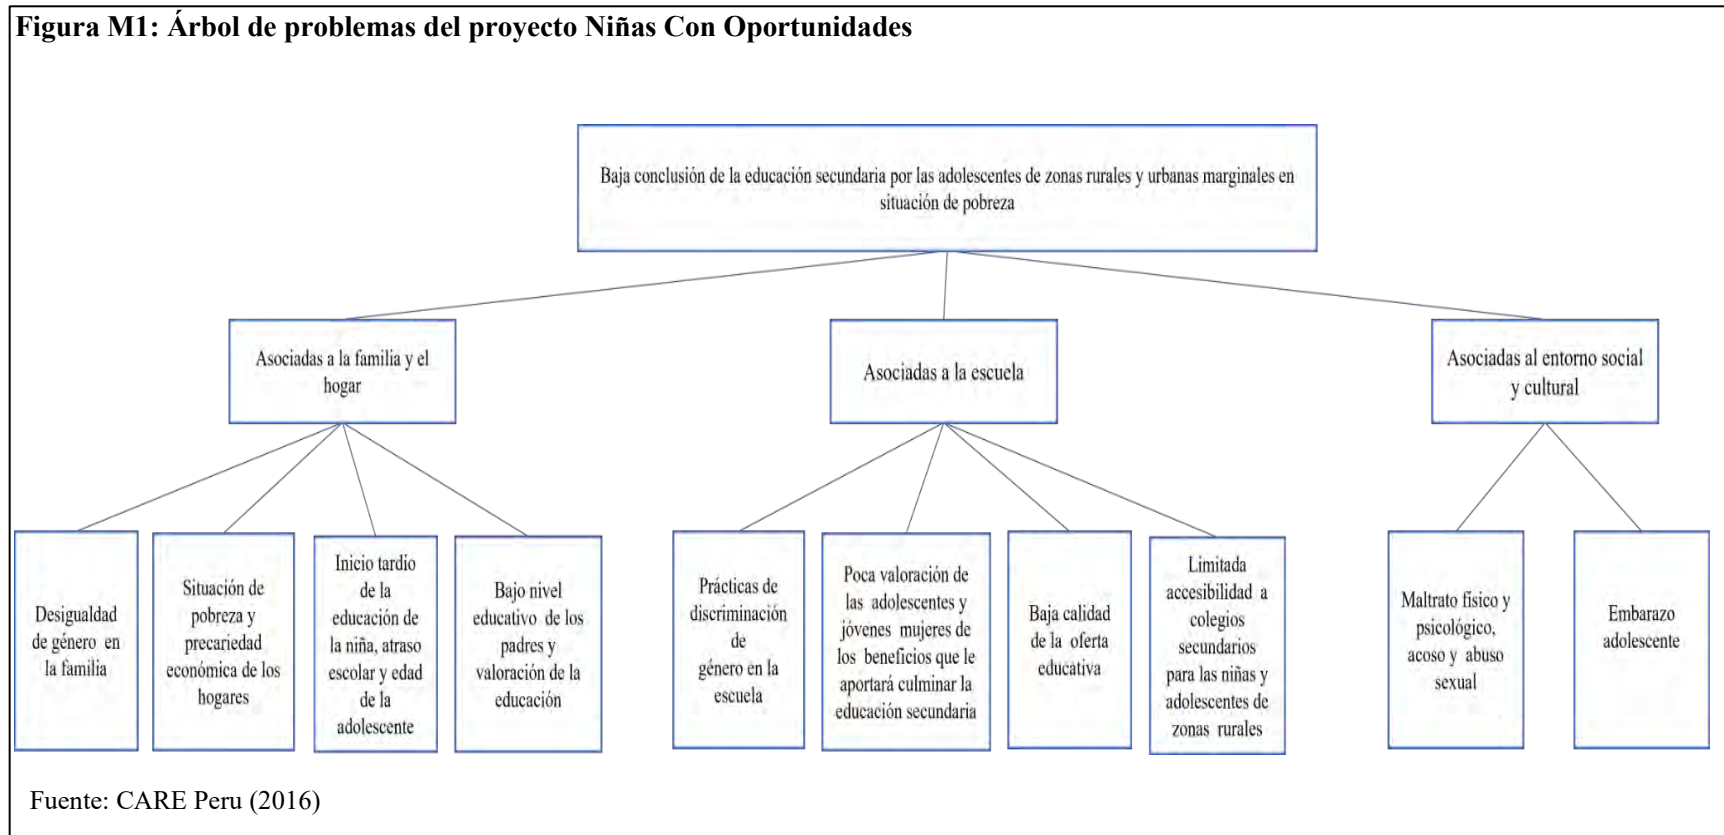 Figura M1: Árbol de problemas del proyecto Niñas Con Oportunidades
Baja conclusión de la educación secundaria por las adolescentes de zonas rurales y urbanas marginales en
situación de pobreza
Asociadas a la familia y el
hogar
Asociadas a la escuela
Asociadas al entorno social
y cultural
Desigualdad
de género en
la familia
Situación de
pobreza y
precariedad
económica de los
hogares
Inicio tardío
de la
educación de
la niña, atraso
escolar y edad
de la
adolescente
Bajo nivel
educativo de los
padres y
valoración de la
educación
Prácticas de
discriminación
de
género en la
escuela
Poca valoración de
las adolescentes y
jóvenes mujeres de
los beneficios que le
aportará culminar la
educación secundaria
Baja calidad
de la oferta
educativa
Limitada
accesibilidad a
colegios
secundarios
para las niñas y
adolescentes de
zonas rurales
Maltrato físico y
psicológico,
acoso y abuso
sexual
Embarazo
adolescente
Fuente: CARE Peru (2016)